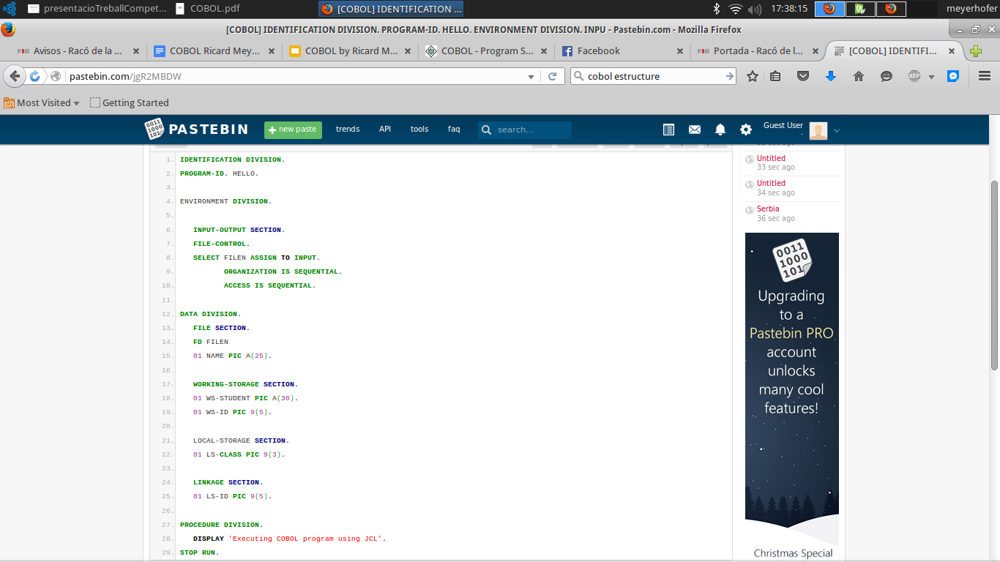 presentacioTreballCompet... COBOL.pdf [COBOL] IDENTIFICATION ... 17:38:15 meyerhofer
[COBOL] IDENTIFICATION DIVISION. PROGRAM-ID. HELLO. ENVIRONMENT DIVISION. INPU - Pastebin.com - Mozilla Firefox
Avisos - Racó de la ... COBOL Ricard Mey... COBOL by Ricard M... COBOL - Program S... Facebook Portada - Racó de l... [COBOL] IDENTIFI...
pastebin.com/jgR2MBDW cobol estructure ABP
Most Visited Getting Started
0011 1000 101 PASTEBIN + new paste trends API tools faq search... Guest User
-
1. IDENTIFICATION DIVISION.
2. PROGRAM-ID. HELLO.
3.
4. ENVIRONMENT DIVISION.
5.
6. INPUT-OUTPUT SECTION.
7. FILE-CONTROL.
8. SELECT FILEN ASSIGN TO INPUT.
9. ORGANIZATION IS SEQUENTIAL.
10. ACCESS IS SEQUENTIAL.
11.
12. DATA DIVISION.
13. FILE SECTION.
14. FD FILEN
15. 01 NAME PIC A(25).
16.
17. WORKING-STORAGE SECTION.
18. 01 WS-STUDENT PIC A(30).
19. 01 WS-ID PIC 9(5).
20.
21. LOCAL-STORAGE SECTION.
22. 01 LS-CLASS PIC 9(3).
23.
24. LINKAGE SECTION.
25. 01 LS-ID PIC 9(5).
26.
27. PROCEDURE DIVISION.
28. DISPLAY 'Executing COBOL program using JCL'.
29. STOP RUN.
Untitled
33 sec ago
Untitled
34 sec ago
Serbia
36 sec ago
0011
1000
101
Upgrading
to a
Pastebin PRO
account
unlocks
many cool
features!
Christmas Special